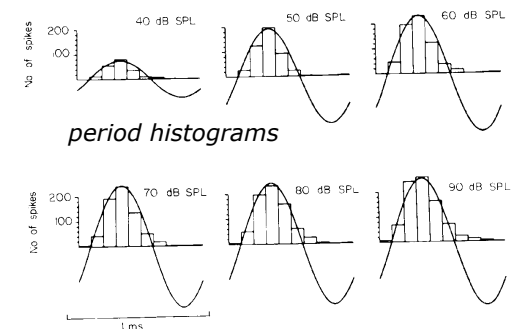 40 dB SPL
50 dB SPL
60 dB SPL
No of spikes
200
100
period histograms
70 dB SPL
80 dB SPL
90 dB SPL
No of spikes
200
100
1 ms